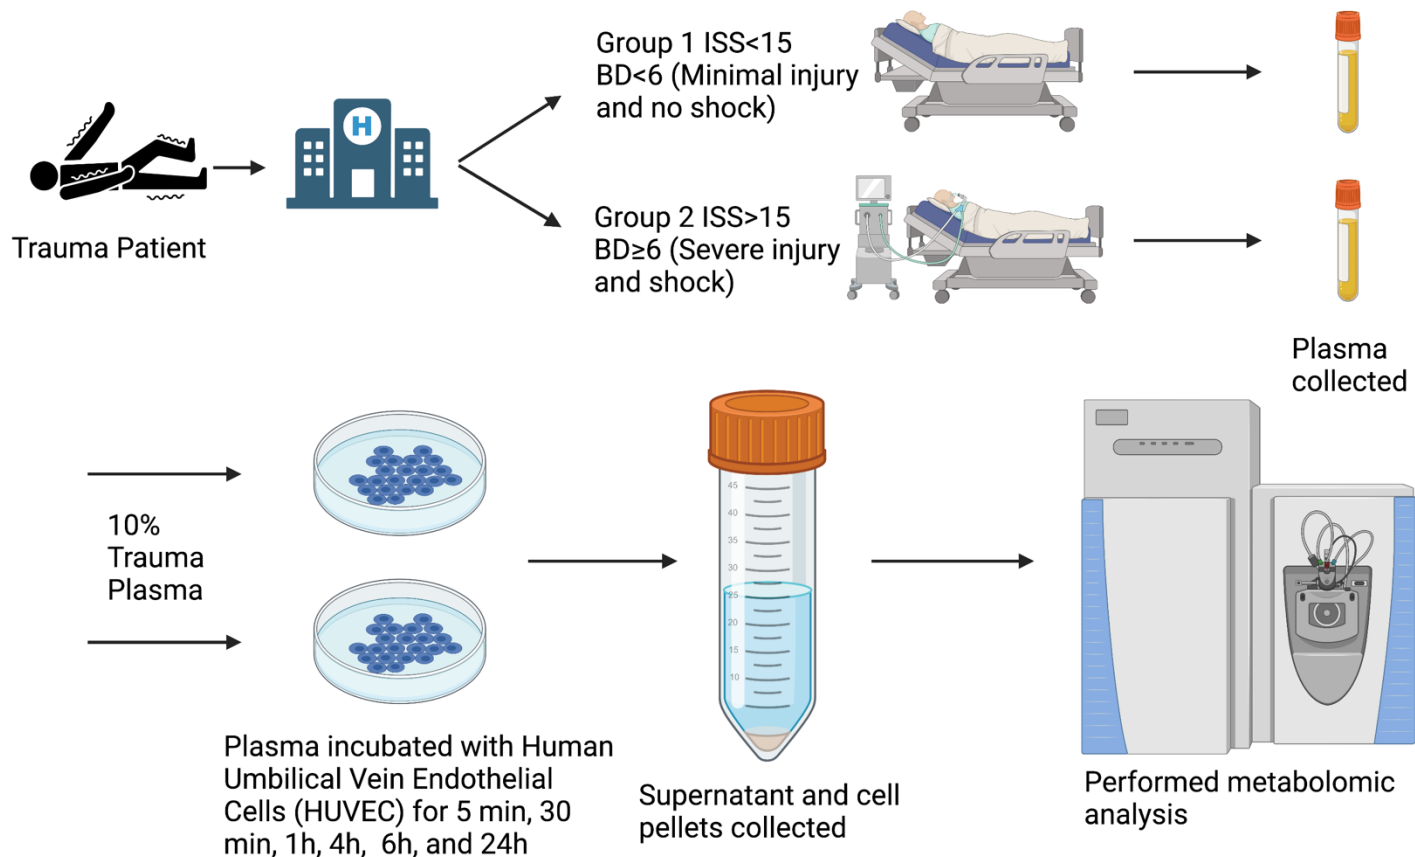 H
Trauma Patient
Group 1 ISS<15
BD<6 (Minimal injury
and no shock)
Group 2 ISS>15
BD≥6 (Severe injury
and shock)
Plasma
collected
10%
Trauma
Plasma
Plasma incubated with Human
Umbilical Vein Endothelial
Cells (HUVEC) for 5 min, 30
min, 1h, 4h, 6h, and 24h
45
40
35
30
25
20
15
10
Supernatant and cell
pellets collected
Performed metabolomic
analysis